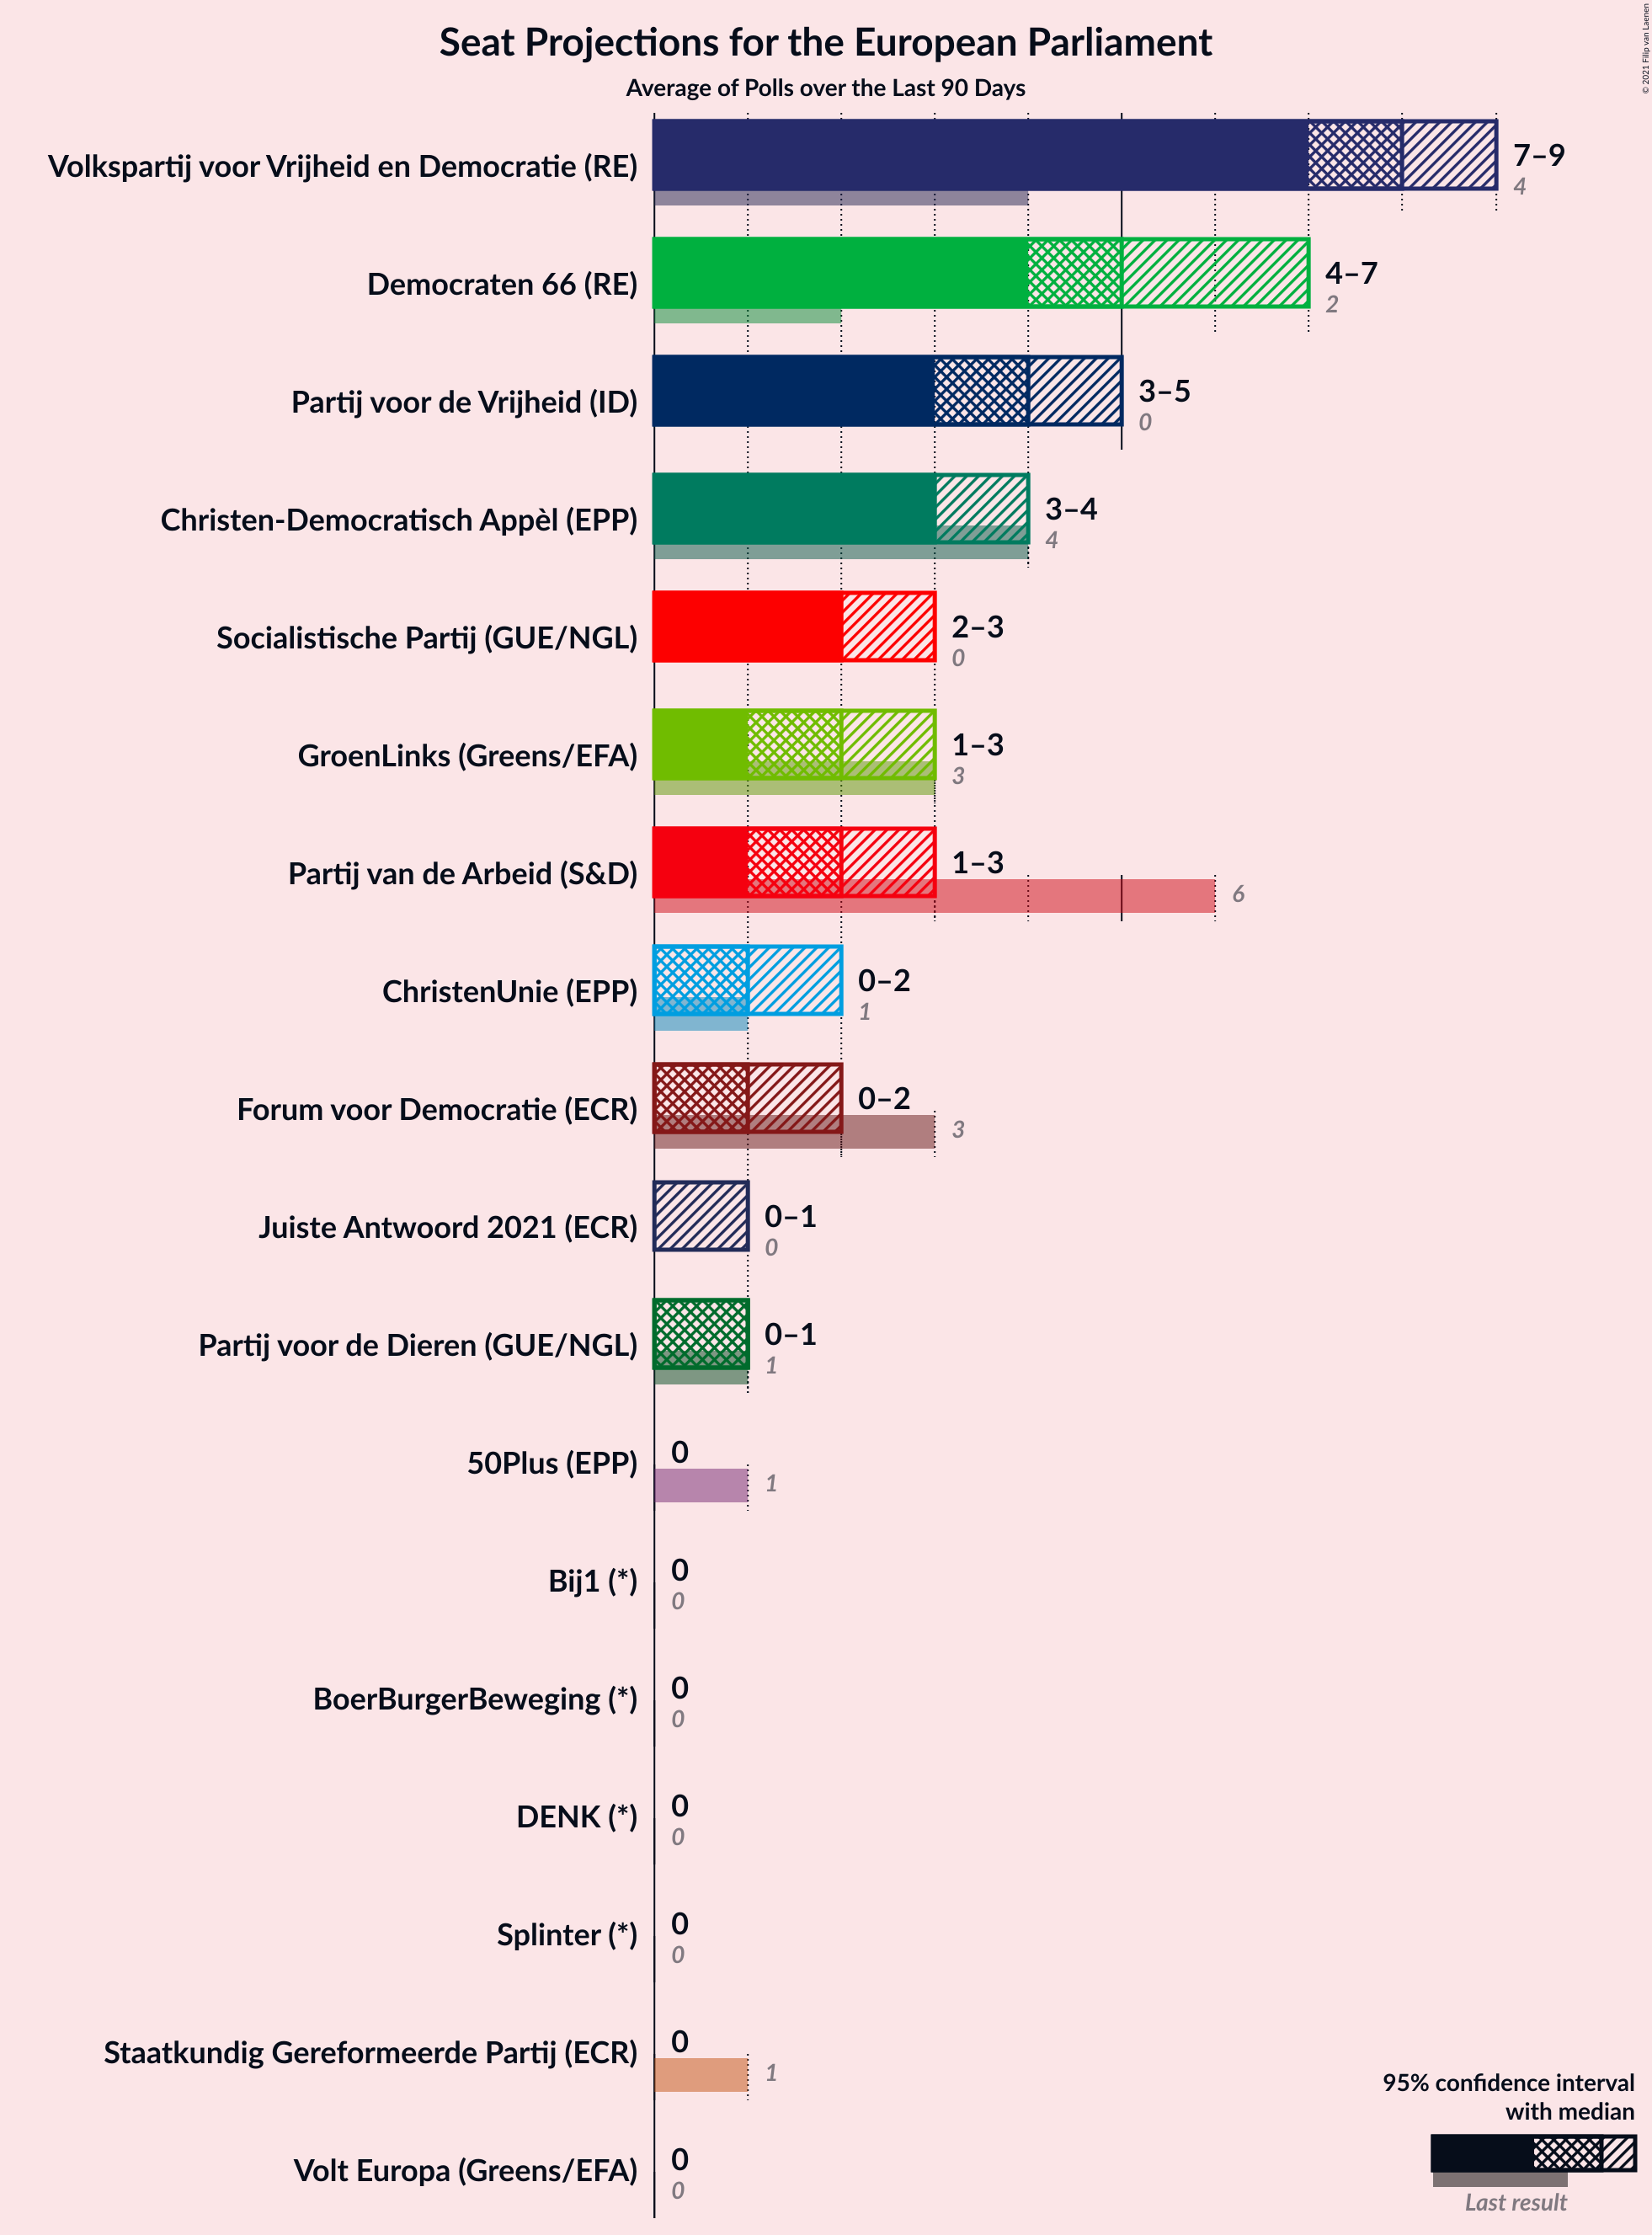 Seat Projections for the European Parliament
Average of Polls over the Last 90 Days
© 2021 Filip van Laenen
Volkspartij voor Vrijheid en Democratie (RE)
7–9
4
Democraten 66 (RE)
4–7
2
Partij voor de Vrijheid (ID)
3–5
0
Christen-Democratisch Appèl (EPP)
3–4
4
Socialistische Partij (GUE/NGL)
2–3
0
GroenLinks (Greens/EFA)
1–3
3
Partij van de Arbeid (S&D)
1–3
6
ChristenUnie (EPP)
0–2
1
Forum voor Democratie (ECR)
0–2
3
Juiste Antwoord 2021 (ECR)
0–1
0
Partij voor de Dieren (GUE/NGL)
0–1
1
50Plus (EPP)
0
1
Bij1 (*)
0
0
BoerBurgerBeweging (*)
0
0
DENK (*)
0
0
Splinter (*)
0
0
Staatkundig Gereformeerde Partij (ECR)
0
1
Volt Europa (Greens/EFA)
0
0
95% confidence interval
with median
Last result